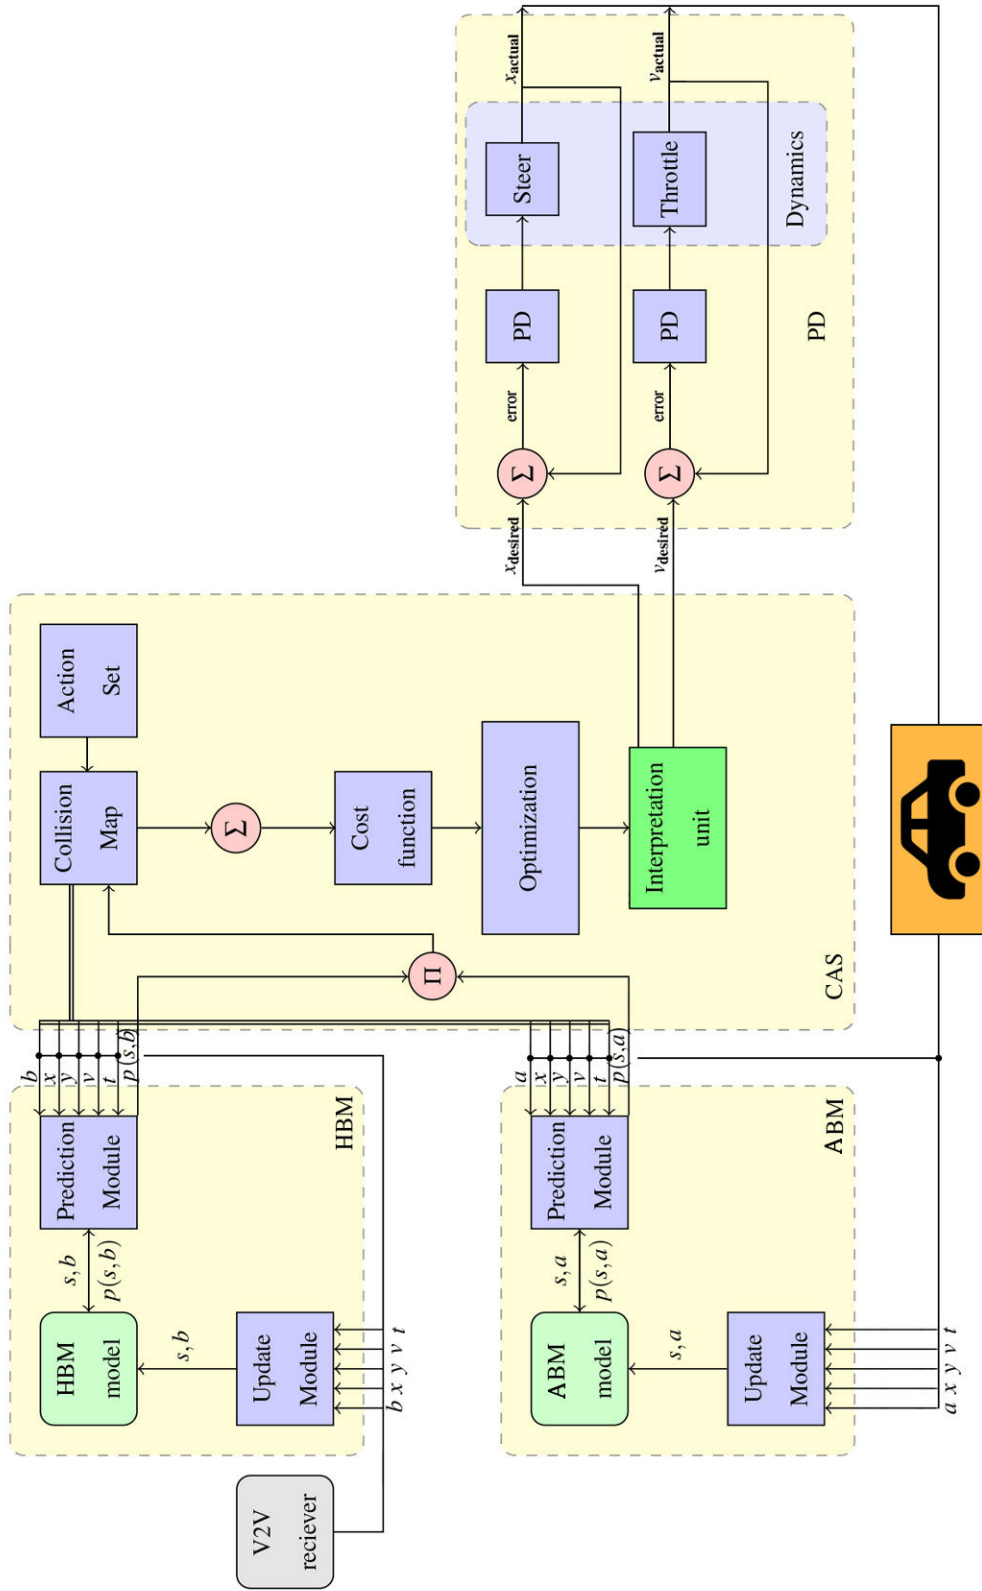 V2V
reciever
HBM
model
s,b
Update
Module
b x y v t
s,b
p(s,b)
Prediction
Module
HBM
b
x
y
v
t
p(s,b)
ABM
model
s,a
Update
Module
a x y v t
s,a
p(s,a)
Prediction
Module
ABM
a
x
y
v
t
p(s,a)
Π
Collision
Map
Action
Set
Σ
Cost
function
Optimization
Interpretation
unit
CAS
xdesired
Σ
error
PD
Steer
xactual
vdesired
Σ
error
PD
Throttle
vactual
Dynamics
PD